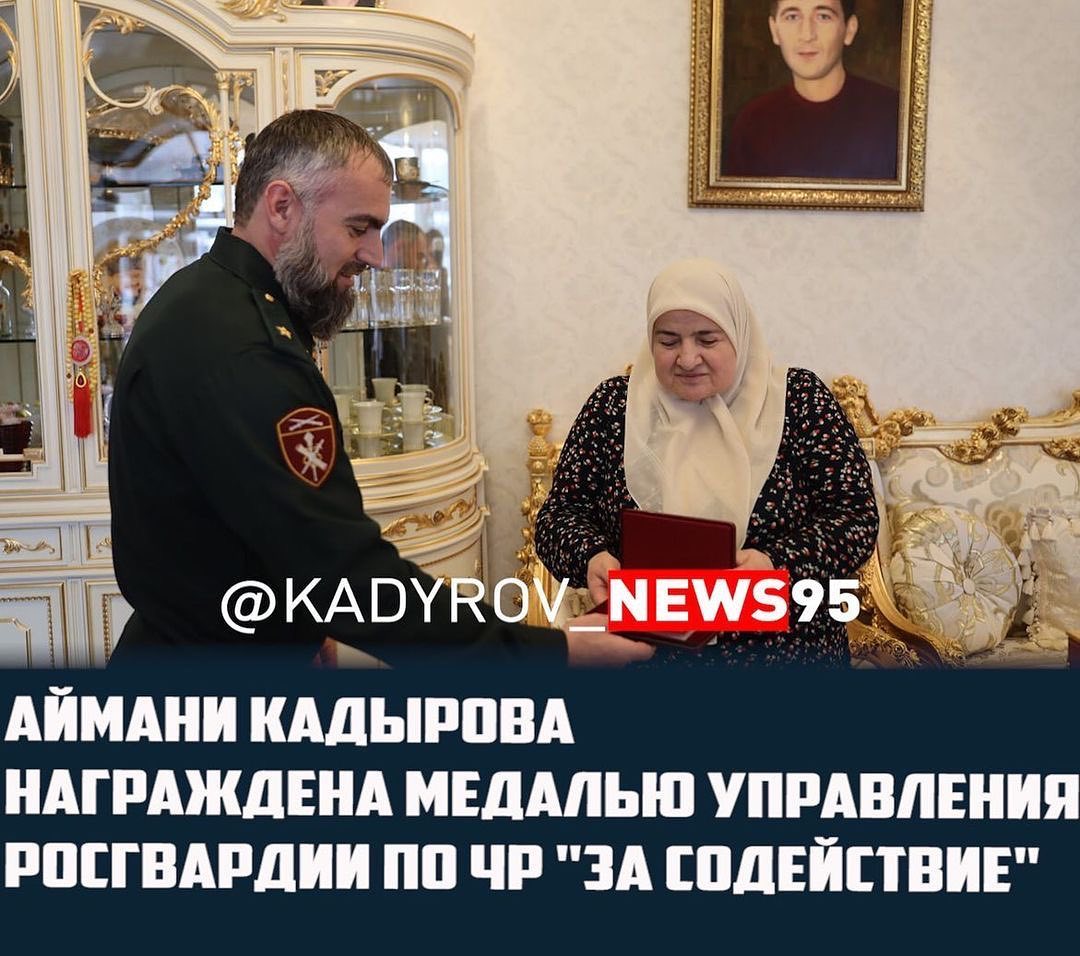 @KADYROV_NEWS95
АЙМАНИ КАДЫРОВА
НАГРАЖДЕНА МЕДАЛЬЮ УПРАВЛЕНИЯ
РОСГВАРДИИ ПО ЧР "ЗА СОДЕЙСТВИЕ"